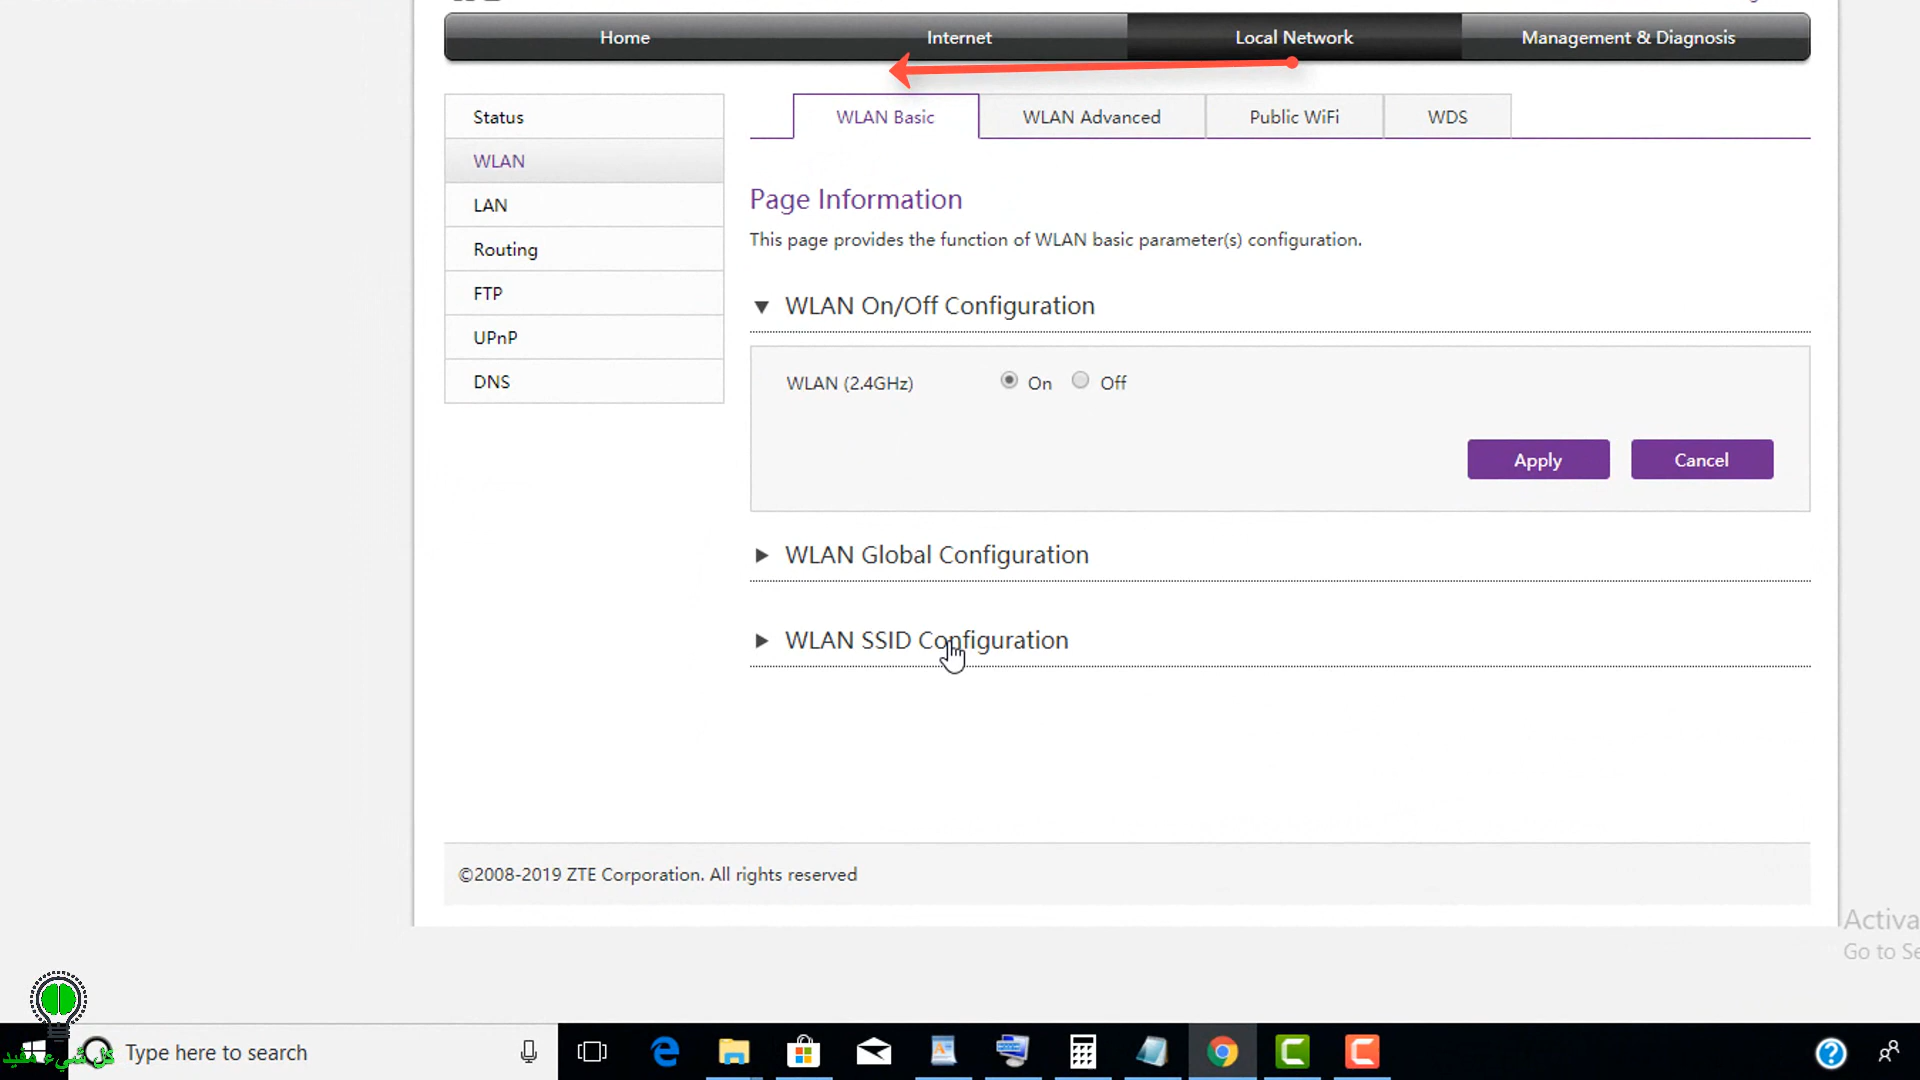 Home
Internet
Local Network
Management & Diagnosis
Status
WLAN
LAN
Routing
FTP
UPnP
DNS
WLAN Basic
WLAN Advanced
Public WiFi
WDS
Page Information
This page provides the function of WLAN basic parameter(s) configuration.
WLAN On/Off Configuration
WLAN (2.4GHz)
On
Off
Apply
Cancel
WLAN Global Configuration
WLAN SSID Configuration
©2008-2019 ZTE Corporation. All rights reserved
Activa
Go to Se
كل شيء مفيد
Type here to search